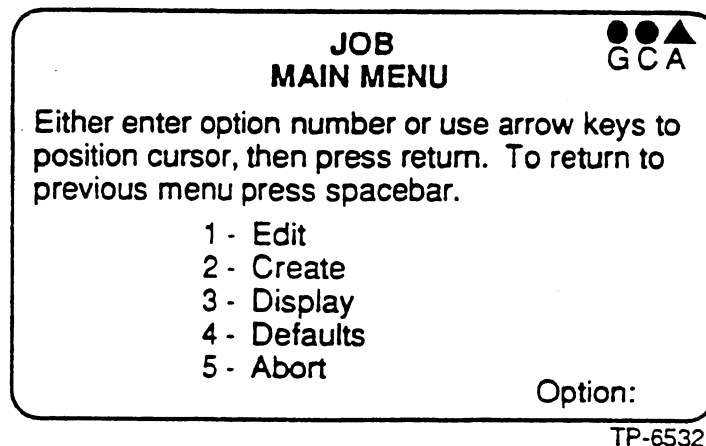 JOB
MAIN MENU
G C A
Either enter option number or use arrow keys to
position cursor, then press return. To return to
previous menu press spacebar.
1 - Edit
2 - Create
3 - Display
4 - Defaults
5 - Abort
Option:
TP-6532